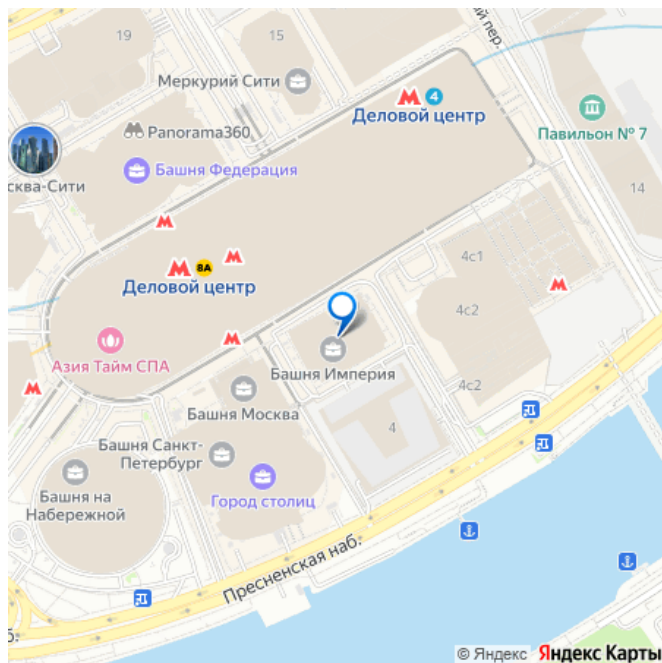 19
15
ный пер.
Меркурий Сити
4
Деловой центр
Panorama360
Павильон № 7
Башня Федерация
сква-Сити
14
4с1
8А
Деловой центр
4с2
Азия Тайм СПА
Башня Империя
4с2
Башня Москва
4
Башня Санкт-
Петербург
Башня на
Набережной
Город столиц
Пресненская наб.
б.
© Яндекс Яндекс Карты